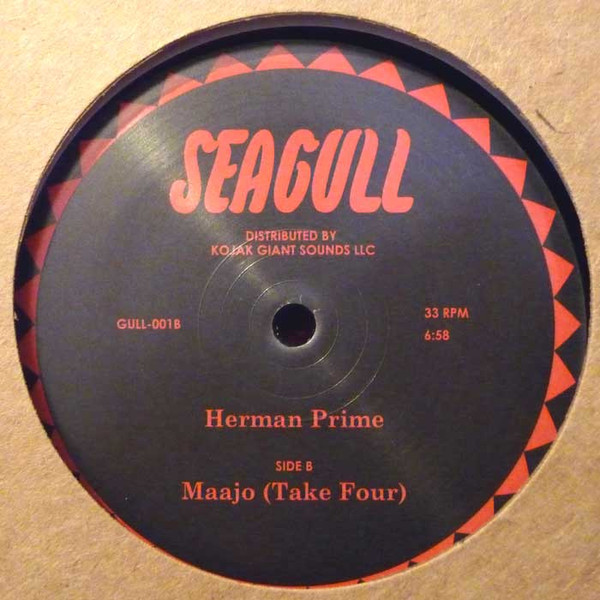 SEAGULL
DISTRIBUTED BY
KOJAK GIANT SOUNDS LLC
GULL-001B
33 RPM
6:58
Herman Prime
SIDE B
Maajo (Take Four)